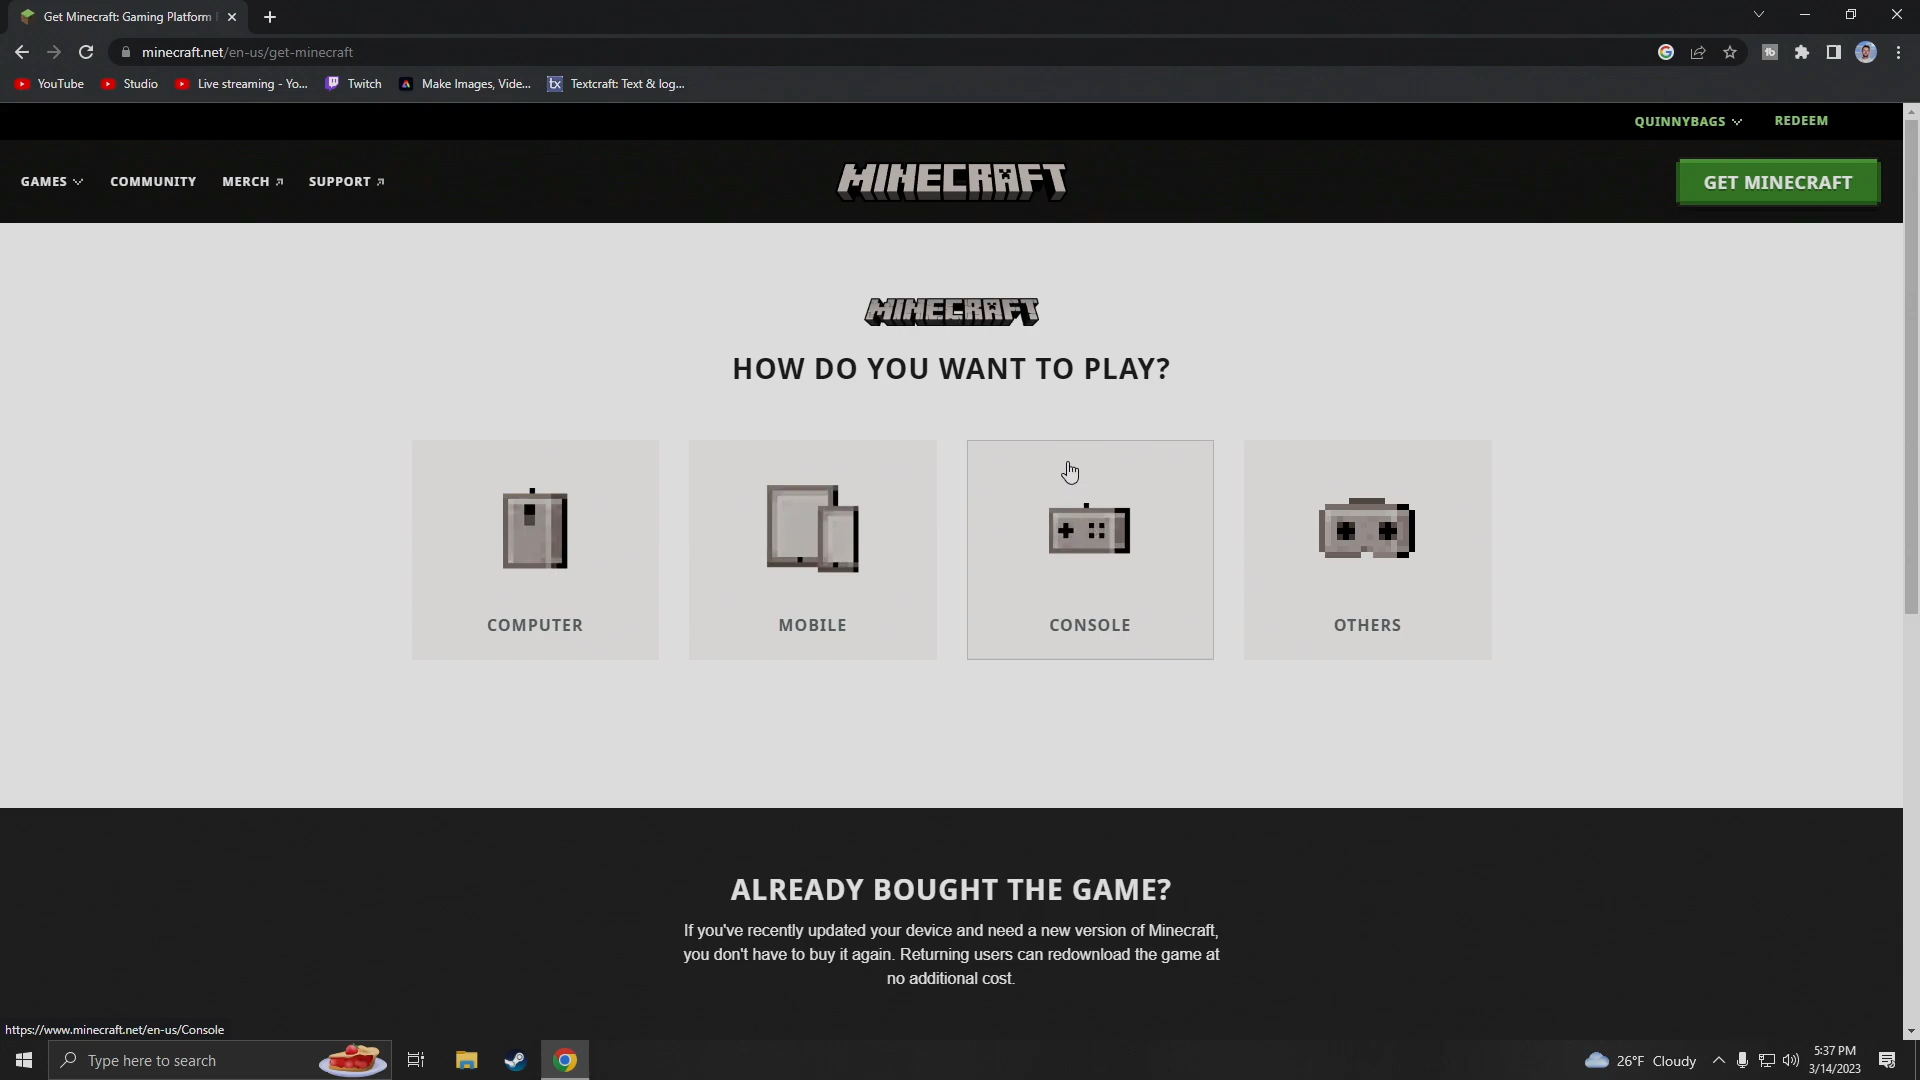 Get Minecraft: Gaming Platform
minecraft.net/en-us/get-minecraft
YouTube Studio Live streaming - Yo... Twitch Make Images, Vide... Textcraft: Text & log...
QUINNYBAGS REDEEM
GAMES COMMUNITY MERCH SUPPORT MINECRAFT GET MINECRAFT
MINECRAFT
HOW DO YOU WANT TO PLAY?
COMPUTER MOBILE CONSOLE OTHERS
ALREADY BOUGHT THE GAME?
If you've recently updated your device and need a new version of Minecraft,
you don't have to buy it again. Returning users can redownload the game at
no additional cost.
https://www.minecraft.net/en-us/Console
Type here to search 26°F Cloudy 5:37 PM
3/14/2023